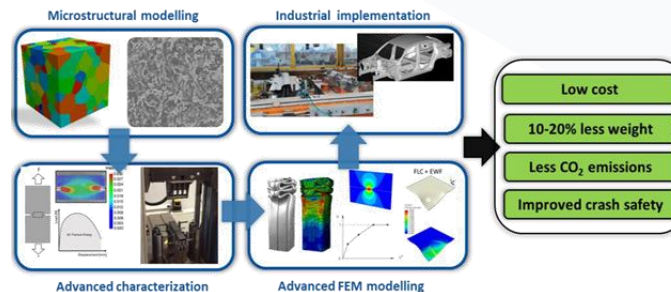 Microstructural modelling
Industrial implementation
Low cost
10-20% less weight
Less CO₂ emissions
Improved crash safety
FLC + EWF
Advanced characterization
Advanced FEM modelling